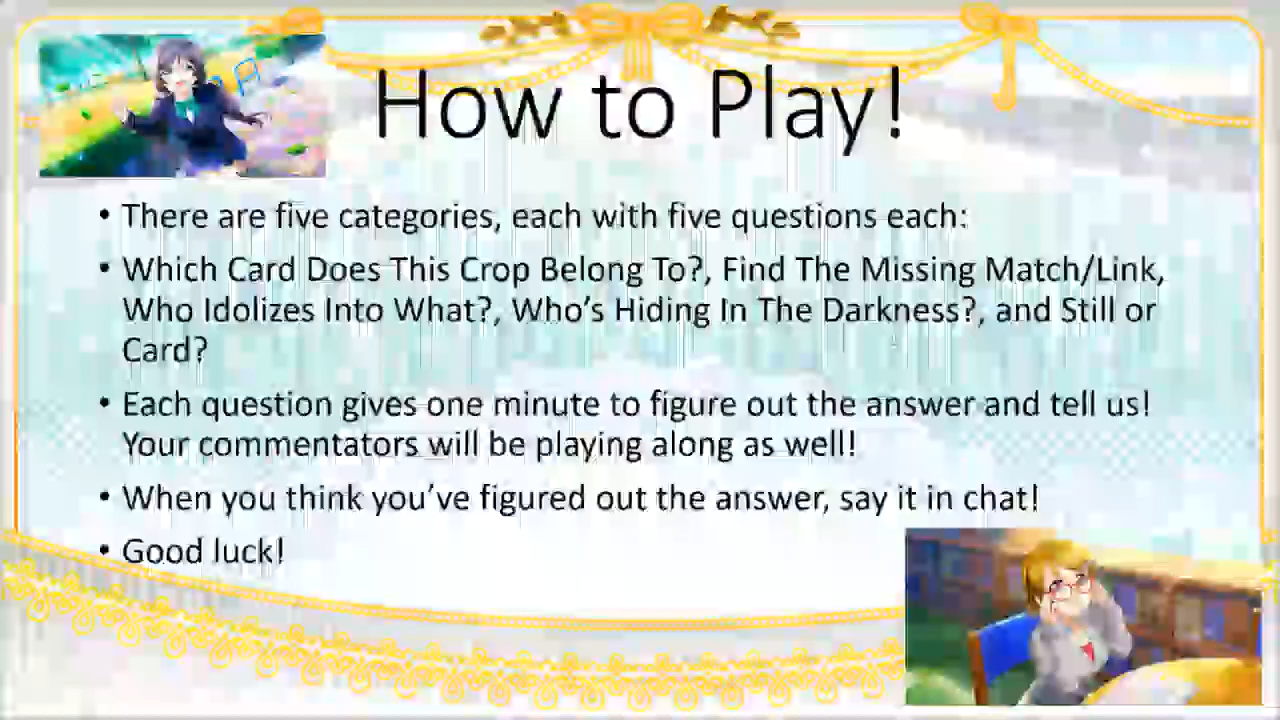 How to Play!
• There are five categories, each with five questions each:
• Which Card Does This Crop Belong To?, Find The Missing Match/Link,
Who Idolizes Into What?, Who’s Hiding In The Darkness?, and Still or
Card?
• Each question gives one minute to figure out the answer and tell us!
Your commentators will be playing along as well!
• When you think you’ve figured out the answer, say it in chat!
• Good luck!